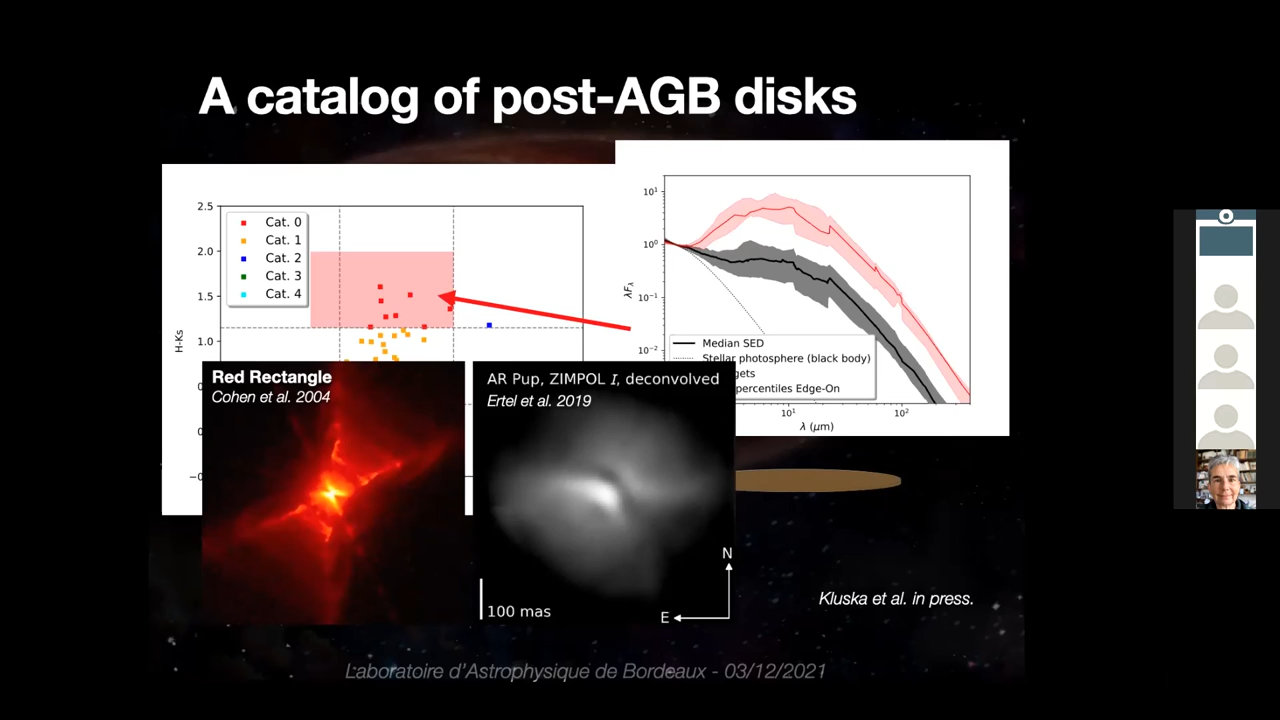 A catalog of post-AGB disks
2.5
2.0
1.5
1.0
H-Ks
Cat. 0
Cat. 1
Cat. 2
Cat. 3
Cat. 4
10¹
10⁰
10⁻¹
10⁻²
λFλ
Median SED
Stellar photosphere (black body)
gets
percentiles Edge-On
10¹
10²
λ (μm)
Red Rectangle
Cohen et al. 2004
AR Pup, ZIMPOL I, deconvolved
Ertel et al. 2019
N
E
100 mas
Kluska et al. in press.
Laboratoire d'Astrophysique de Bordeaux - 03/12/2021